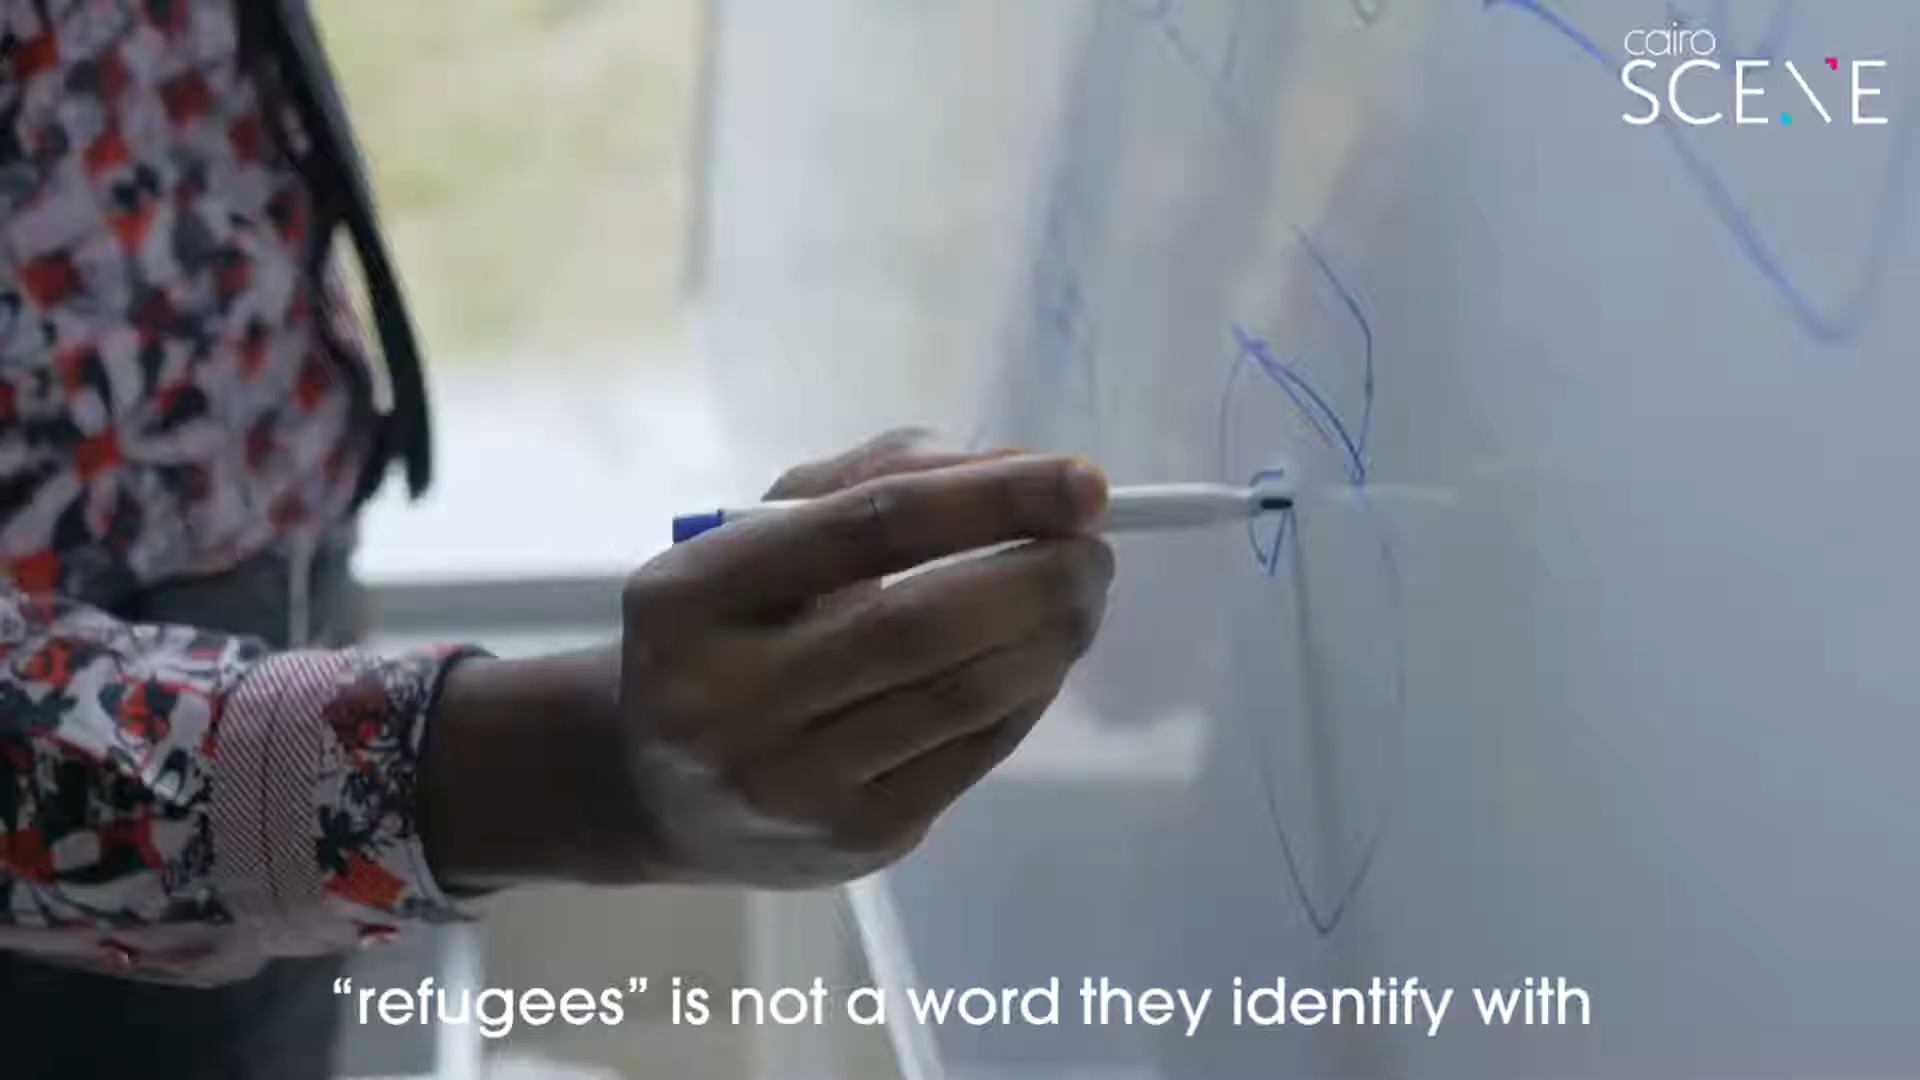 cairo
SCENE
“refugees” is not a word they identify with